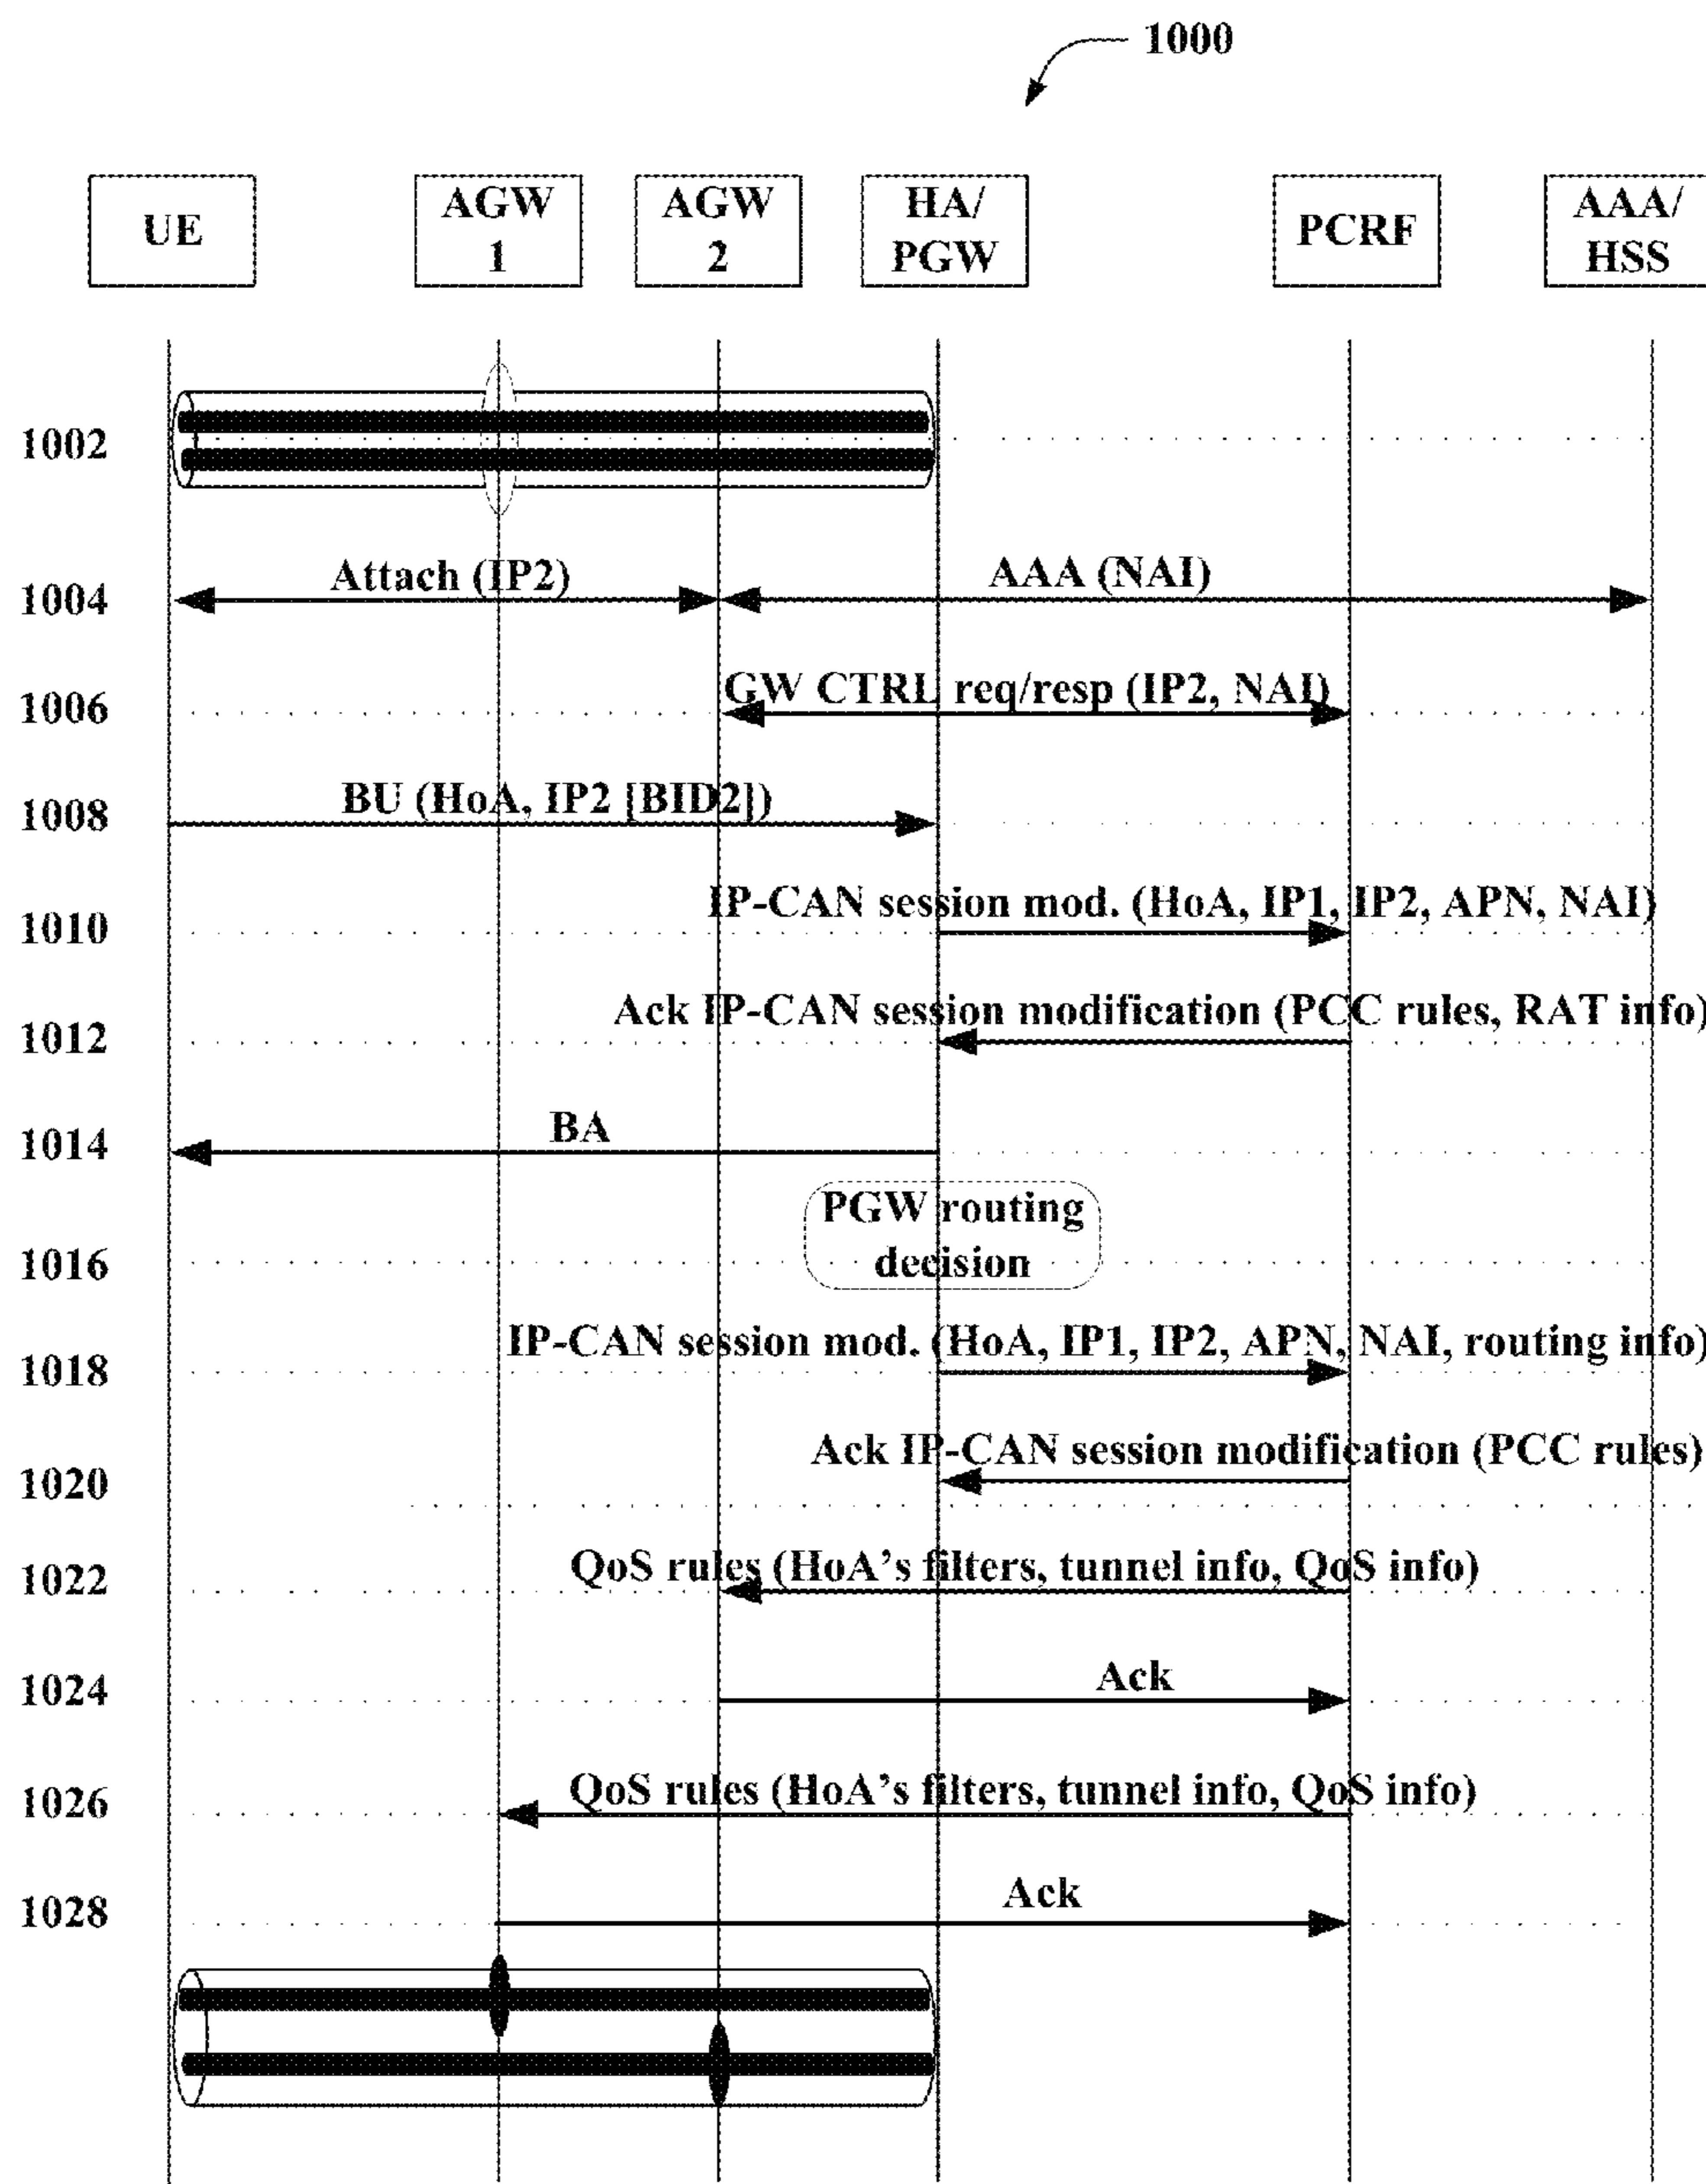 1000
UE
AGW
1
AGW
2
HA/
PGW
PCRF
AAA/
HSS
1002
1004
Attach (IP2)
AAA (NAI)
1006
GW CTRL req/resp (IP2, NAI)
1008
BU (HoA, IP2 [BID2])
1010
IP-CAN session mod. (HoA, IP1, IP2, APN, NAI)
1012
Ack IP-CAN session modification (PCC rules, RAT info)
1014
BA
1016
PGW routing
decision
1018
IP-CAN session mod. (HoA, IP1, IP2, APN, NAI, routing info)
1020
Ack IP-CAN session modification (PCC rules)
1022
QoS rules (HoA's filters, tunnel info, QoS info)
1024
Ack
1026
QoS rules (HoA's filters, tunnel info, QoS info)
1028
Ack